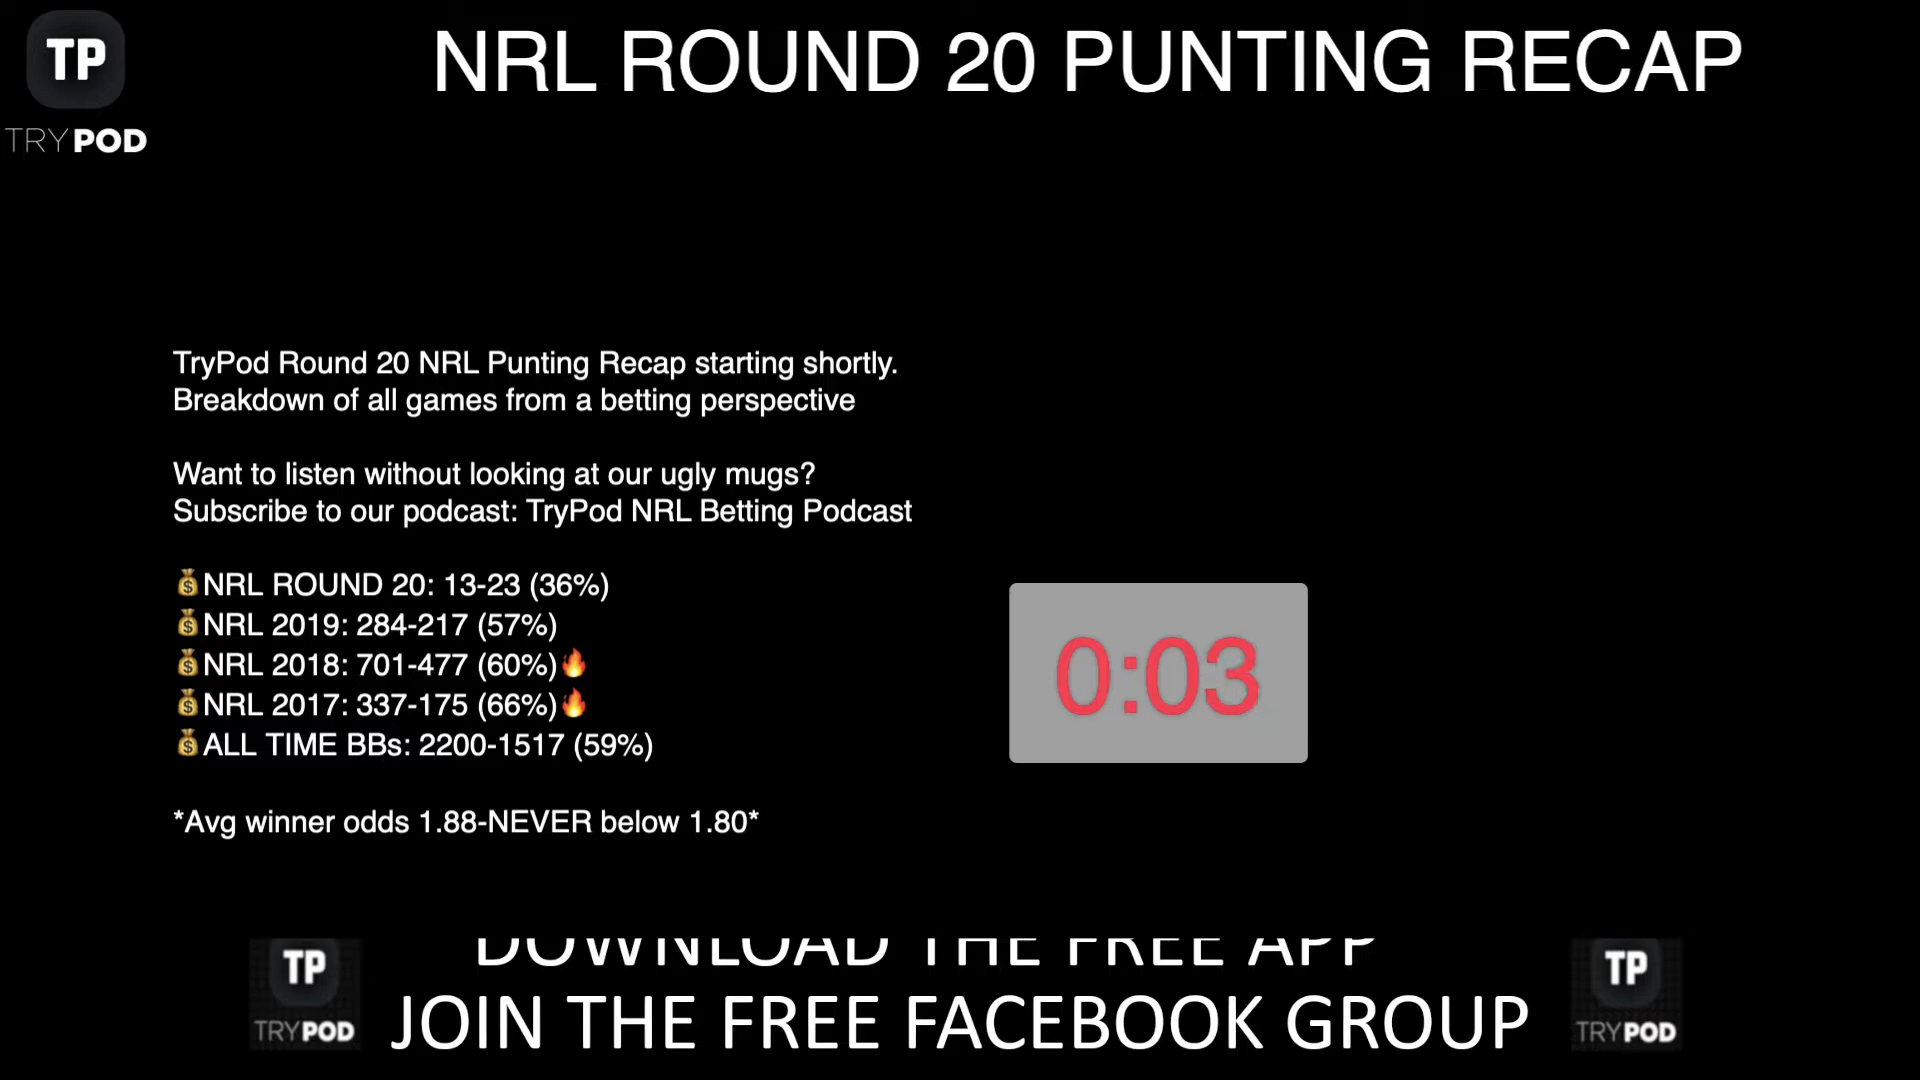 TP
TRYPOD
NRL ROUND 20 PUNTING RECAP
TryPod Round 20 NRL Punting Recap starting shortly.
Breakdown of all games from a betting perspective
Want to listen without looking at our ugly mugs?
Subscribe to our podcast: TryPod NRL Betting Podcast
💰NRL ROUND 20: 13-23 (36%)
💰NRL 2019: 284-217 (57%)
💰NRL 2018: 701-477 (60%)🔥
💰NRL 2017: 337-175 (66%)🔥
💰ALL TIME BBs: 2200-1517 (59%)
*Avg winner odds 1.88-NEVER below 1.80*
0:03
DOWNLOAD THE FREE APP
JOIN THE FREE FACEBOOK GROUP
TP
TRYPOD
TP
TRYPOD